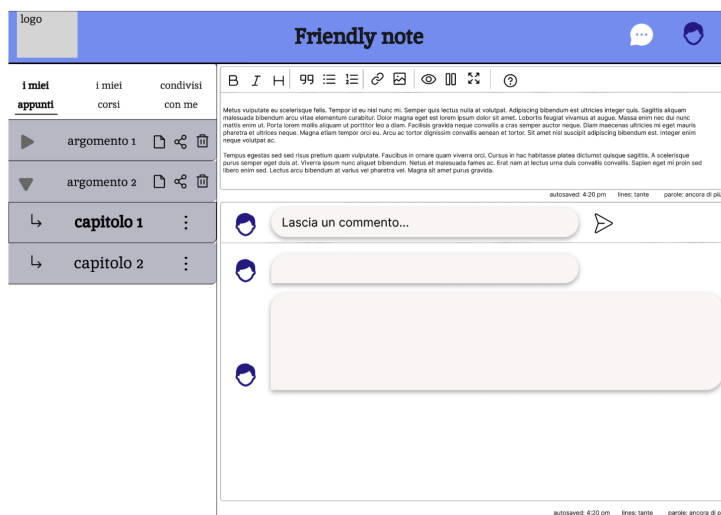 logo
Friendly note
i miei appunti
i miei corsi
condivisi con me
argomento 1
argomento 2
capitolo 1
capitolo 2
B I H
Metus vulputate eu scelerisque felis. Tempor id eu nisl nunc mi. Semper quis lectus nulla at volutpat. Adipiscing bibendum est ultricies integer quis. Sagittis aliquam
malesuada bibendum arcu vitae elementum curabitur. Dolor magna eget est lorem ipsum dolor sit amet. Lobortis feugiat vivamus at augue. Massa enim nec dui nunc
mattis enim ut. Porta lorem mollis aliquam ut porttitor leo a diam. Facilisis gravida neque convallis a cras semper auctor neque. Diam maecenas ultricies mi eget mauris
pharetra et ultrices neque. Magna etiam tempor orci eu. Arcu ac tortor dignissim convallis aenean et tortor. Sit amet nisl suscipit adipiscing bibendum est. Integer enim
neque volutpat ac.
Tempus egestas sed sed risus pretium quam vulputate. Faucibus in ornare quam viverra orci. Cursus in hac habitasse platea dictumst quisque sagittis. A scelerisque
purus semper eget duis at. Viverra ipsum nunc aliquet bibendum. Netus et malesuada fames ac. Erat nam at lectus urna duis convallis convallis. Sapien eget mi proin sed
libero enim sed. Lectus arcu bibendum at varius vel pharetra vel. Magna sit amet purus gravida.
autosaved: 4:20 pm lines: tante parole: ancora di più
Lascia un commento...
autosaved: 4:20 pm lines: tante parole: ancora di p